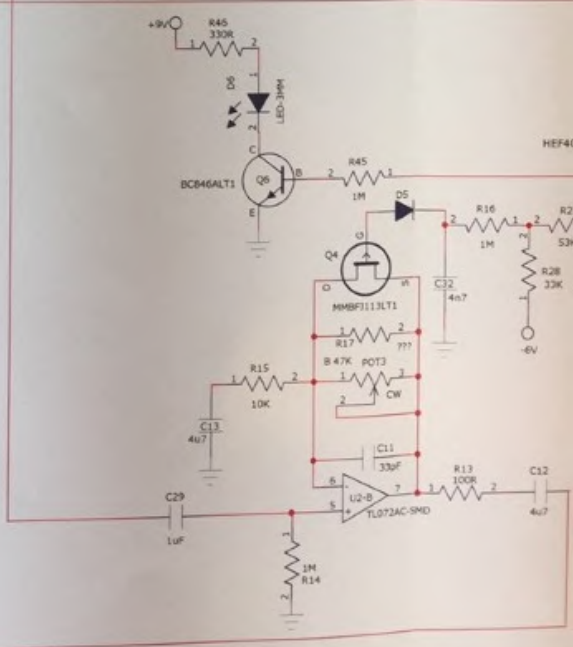 +9V
R46
330R
1
2
1
D6
LED-3MM
2
C
BC846ALT1
Q6
B
E
2
R45
1
1M
HEF40
D5
G
Q4
D
S
MMBFJ113LT1
2
R16
1
2
1M
C32
4n7
2
R28
33K
1
-6V
1
R17
2
???
B 47K
POT3
1
3
2
CW
R15
1
2
10K
C13
4u7
C11
33pF
6
-
U2-B
7
5
+
TL072AC-SMD
R13
100R
1
2
C12
4u7
C29
1uF
1
1M
R14
2